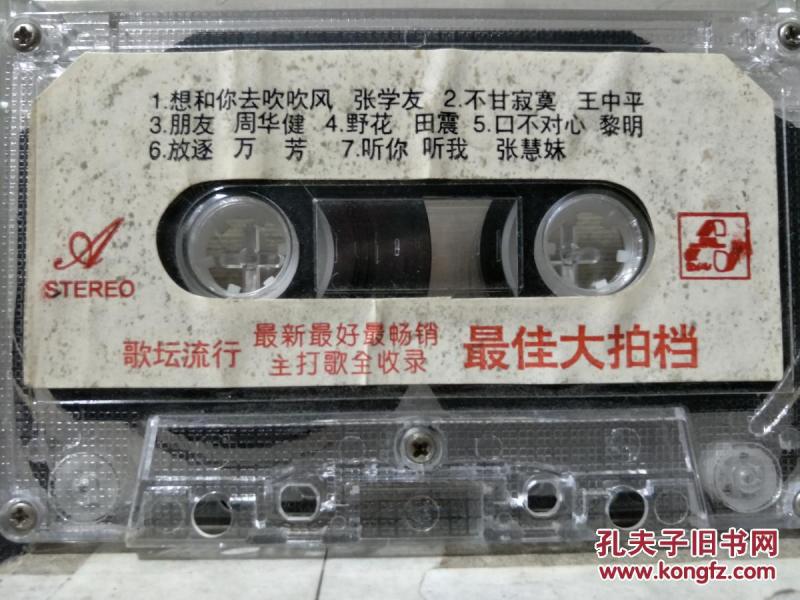 1.想和你去吹吹风 张学友 2.不甘寂寞 王中平
3.朋友 周华健 4.野花 田震 5.口不对心 黎明
6.放逐 万 芳 7.听你 听我 张慧妹
A
STEREO
歌坛流行 最新最好最畅销 最佳大拍档
主打歌全收录
孔夫子旧书网
www.kongfz.com